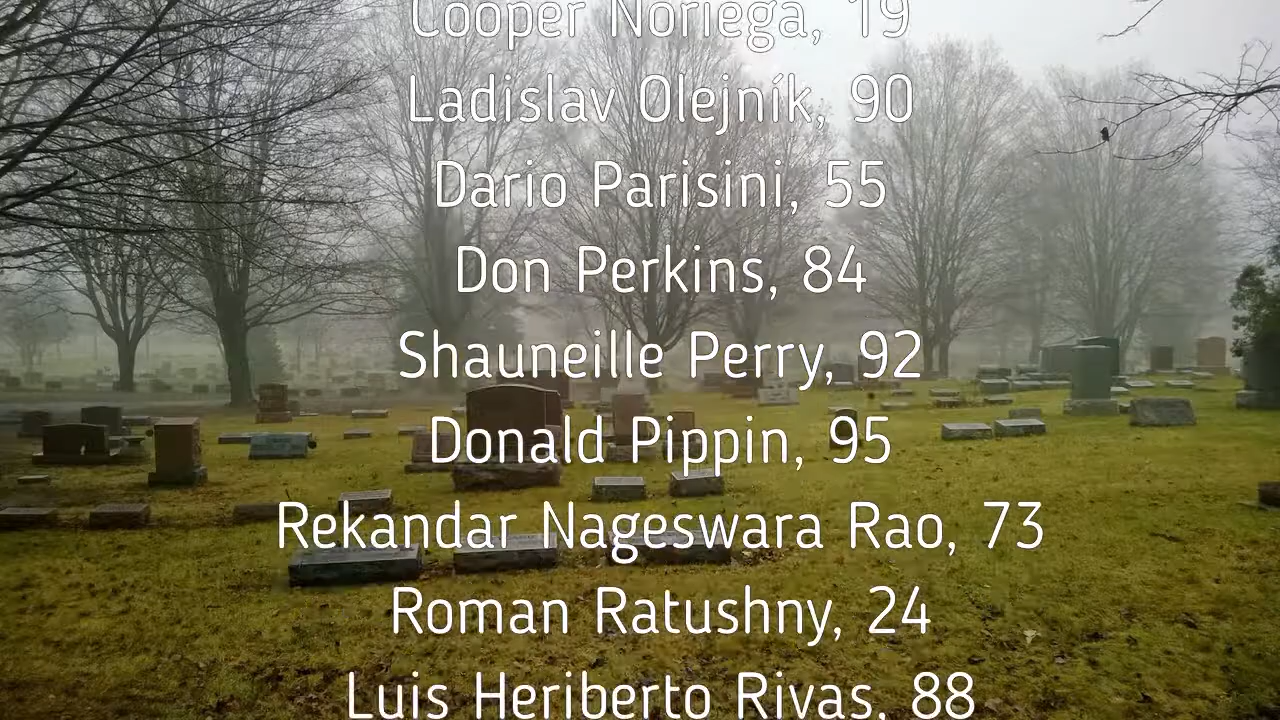 Cooper Noriega, 19
Ladislav Olejník, 90
Dario Parisini, 55
Don Perkins, 84
Shauneille Perry, 92
Donald Pippin, 95
Rekandar Nageswara Rao, 73
Roman Ratushny, 24
Luis Heriberto Rivas, 88